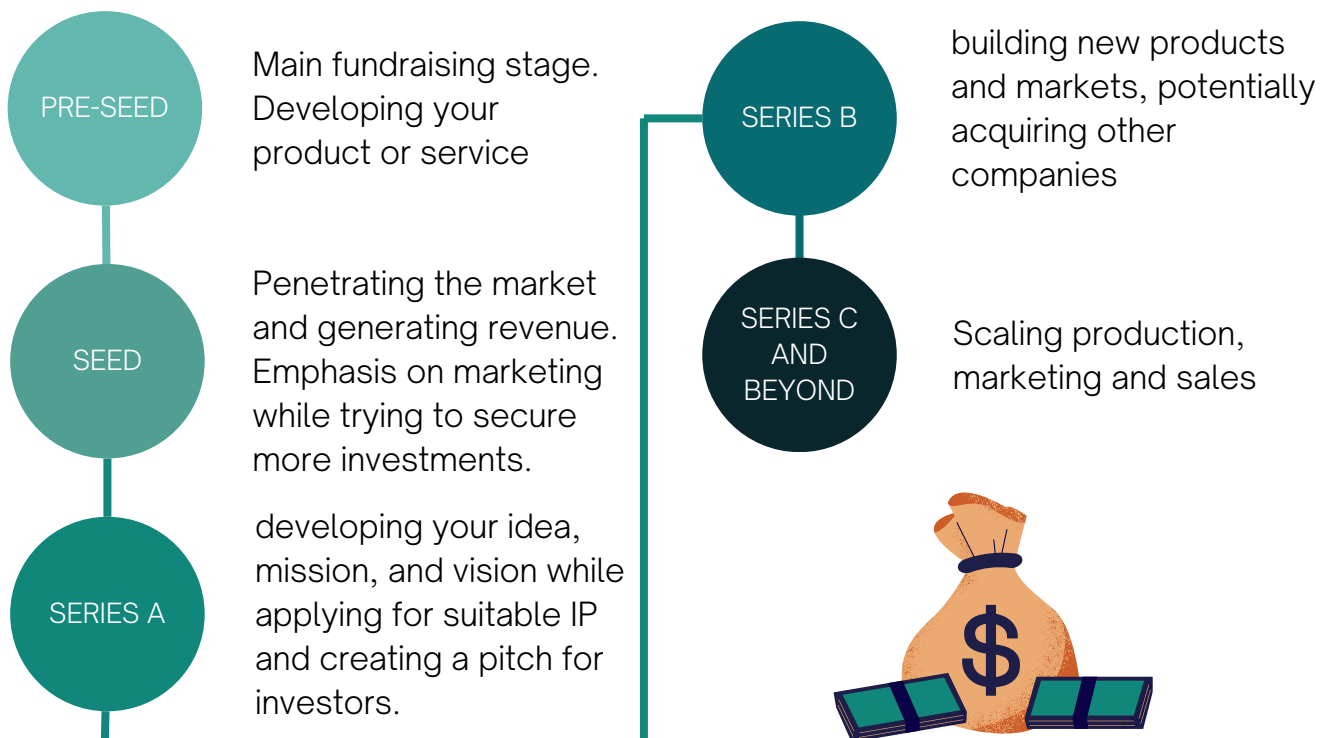 PRE-SEED
Main fundraising stage.
Developing your
product or service
SEED
Penetrating the market
and generating revenue.
Emphasis on marketing
while trying to secure
more investments.
SERIES A
developing your idea,
mission, and vision while
applying for suitable IP
and creating a pitch for
investors.
SERIES B
building new products
and markets, potentially
acquiring other
companies
SERIES C
AND
BEYOND
Scaling production,
marketing and sales
$